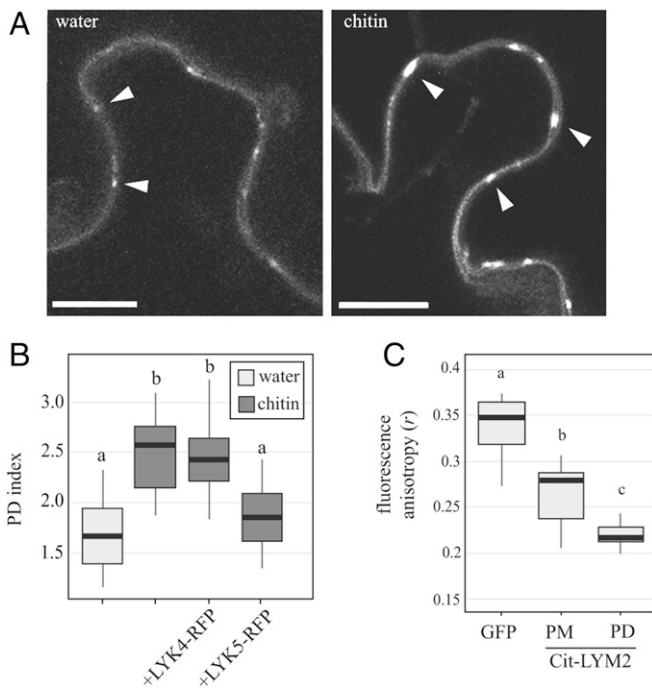 A
water
chitin
B
PD index
3.0
2.5
2.0
1.5
a
b
b
a
water
chitin
+LYK4-RFP
+LYK5-RFP
C
fluorescence
anisotropy (r)
0.4
0.35
0.3
0.25
0.2
0.15
a
b
c
GFP
PM
PD
Cit-LYM2